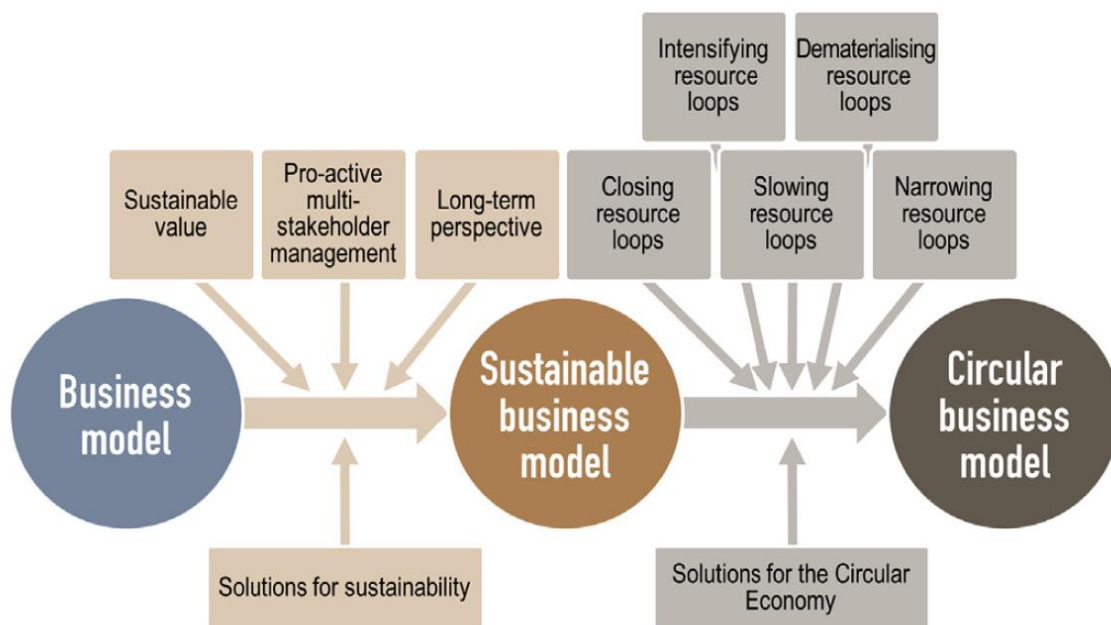 Intensifying
resource
loops
Dematerialising
resource
loops
Sustainable
value
Pro-active
multi-
stakeholder
management
Long-term
perspective
Closing
resource
loops
Slowing
resource
loops
Narrowing
resource
loops
Business
model
Sustainable
business
model
Circular
business
model
Solutions for sustainability
Solutions for the Circular
Economy